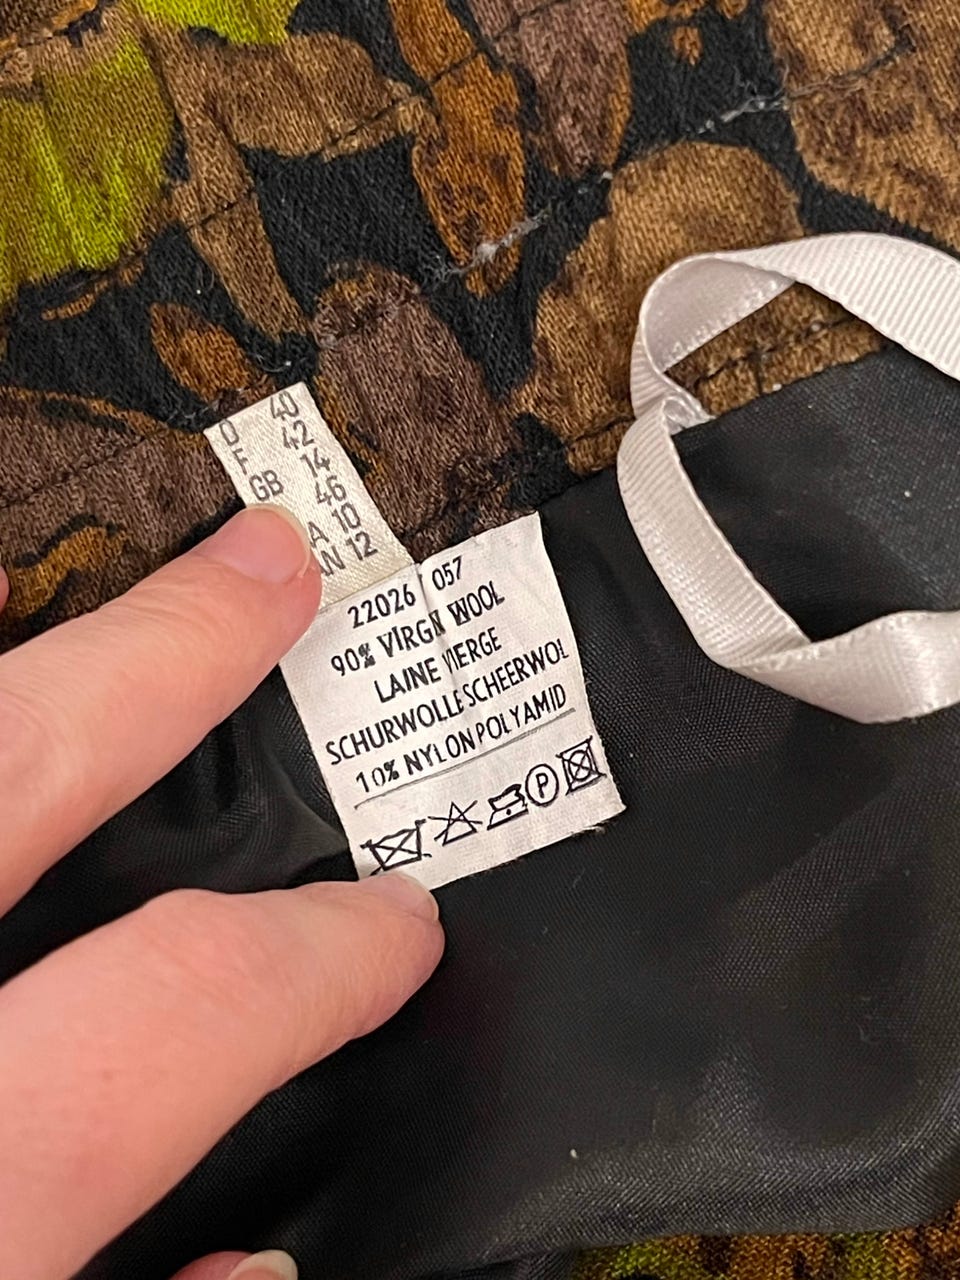 D 40
F 42
GB 14
46
A 10
AN 12
22026 057
90% VIRGN WOOL
LAINE VIERGE
SCHURWOLLE SCHEERWOL
10% NYLON POLYAMID
P